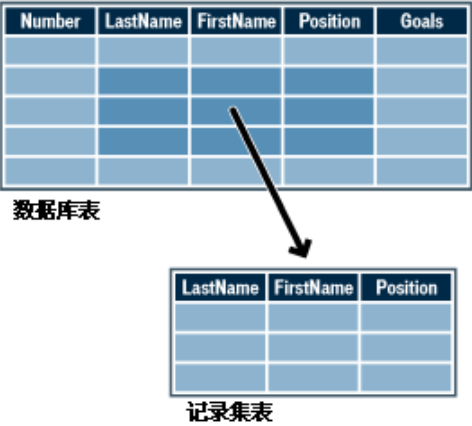 Number LastName FirstName Position Goals
数据库表
LastName FirstName Position
记录集表